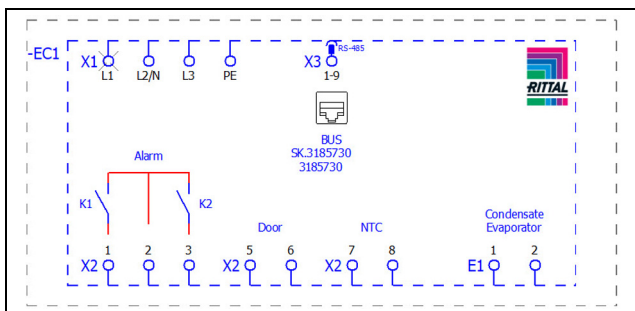 -EC1
X1 L1 L2/N L3 PE
X3 RS-485 1-9
RITTAL
BUS
SK.3185730
3185730
Alarm
K1 K2
Door
NTC
Condensate
Evaporator
X2 1 2 3
X2 5 6
X2 7 8
E1 1 2